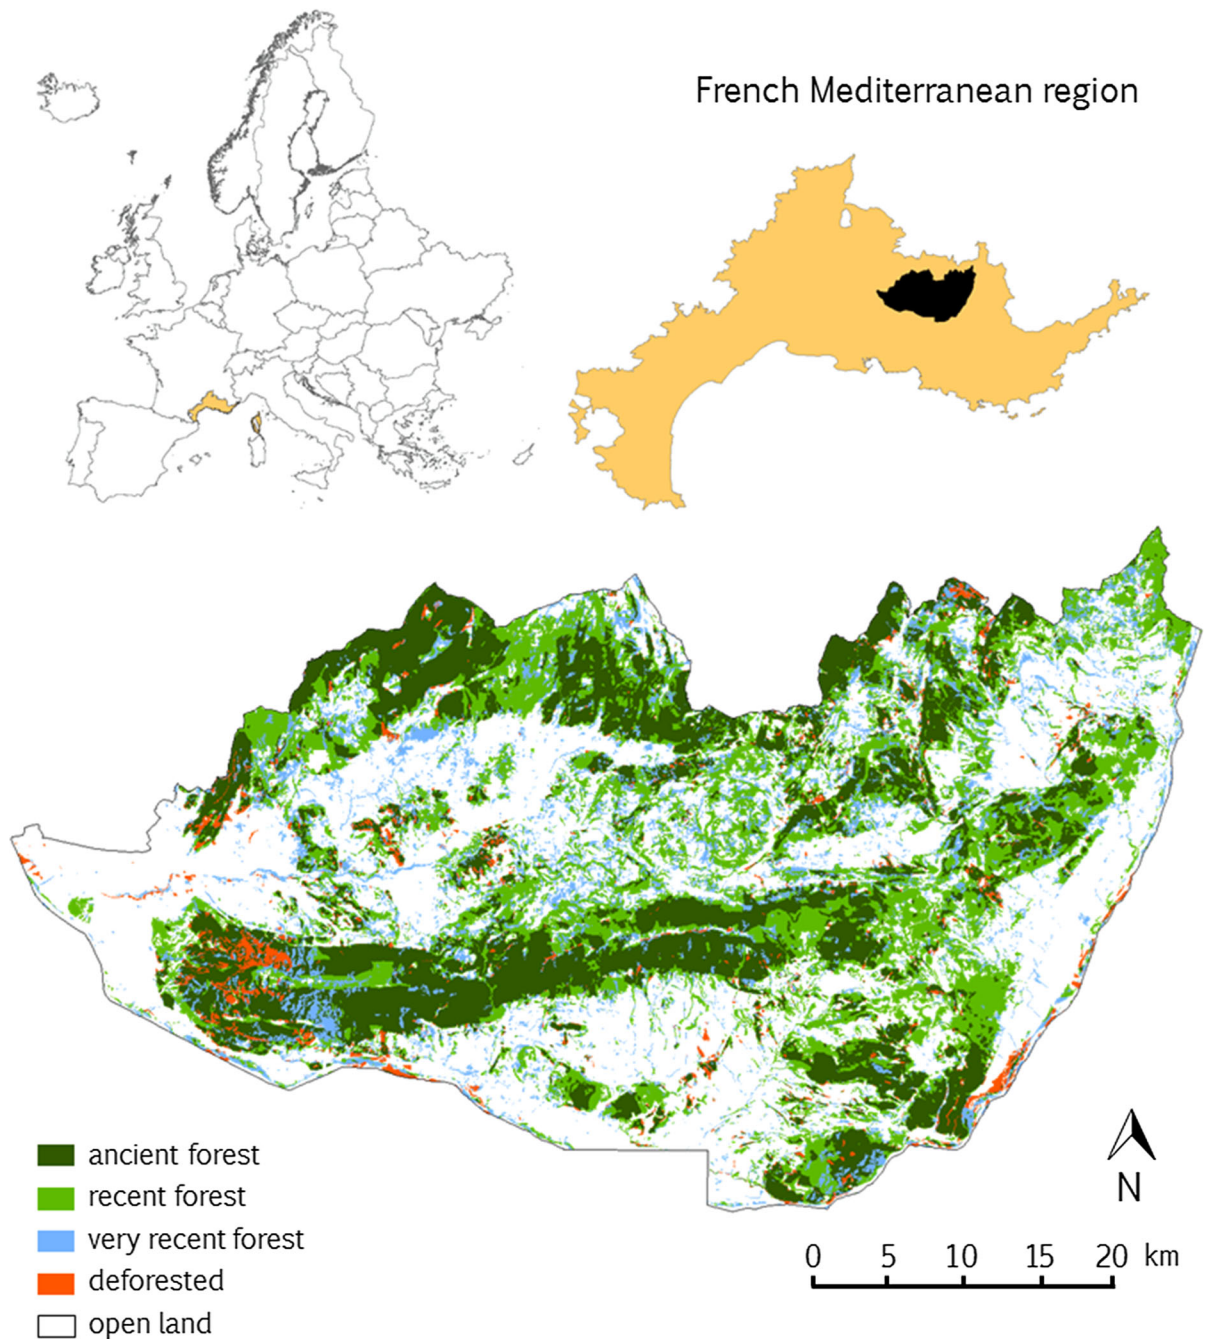 French Mediterranean region
ancient forest
recent forest
very recent forest
deforested
open land
N
0 5 10 15 20 km